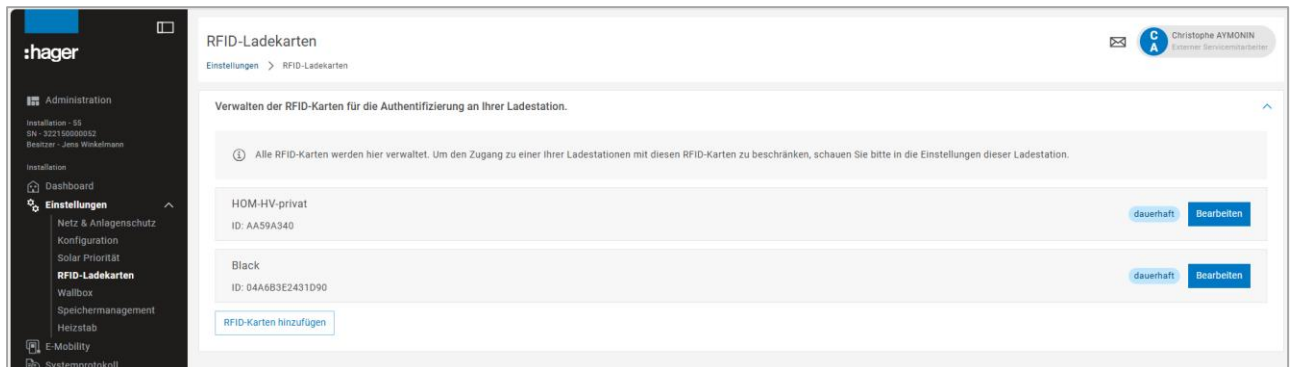 :hager
Administration
Installation - S5
SN - 322150000052
Besitzer - Jens Winkelmann
Installation
Dashboard
Einstellungen
Netz & Anlagenschutz
Konfiguration
Solar Priorität
RFID-Ladekarten
Wallbox
Speichermanagement
Heizstab
E-Mobility
Systemprotokoll
RFID-Ladekarten
Einstellungen > RFID-Ladekarten
C
A
Christophe AYMONIN
Externer Servicemitarbeiter
Verwalten der RFID-Karten für die Authentifizierung an Ihrer Ladestation.
Alle RFID-Karten werden hier verwaltet. Um den Zugang zu einer Ihrer Ladestationen mit diesen RFID-Karten zu beschränken, schauen Sie bitte in die Einstellungen dieser Ladestation.
HOM-HV-privat
ID: AA59A340
dauerhaft Bearbeiten
Black
ID: 04A6B3E2431D90
dauerhaft Bearbeiten
RFID-Karten hinzufügen